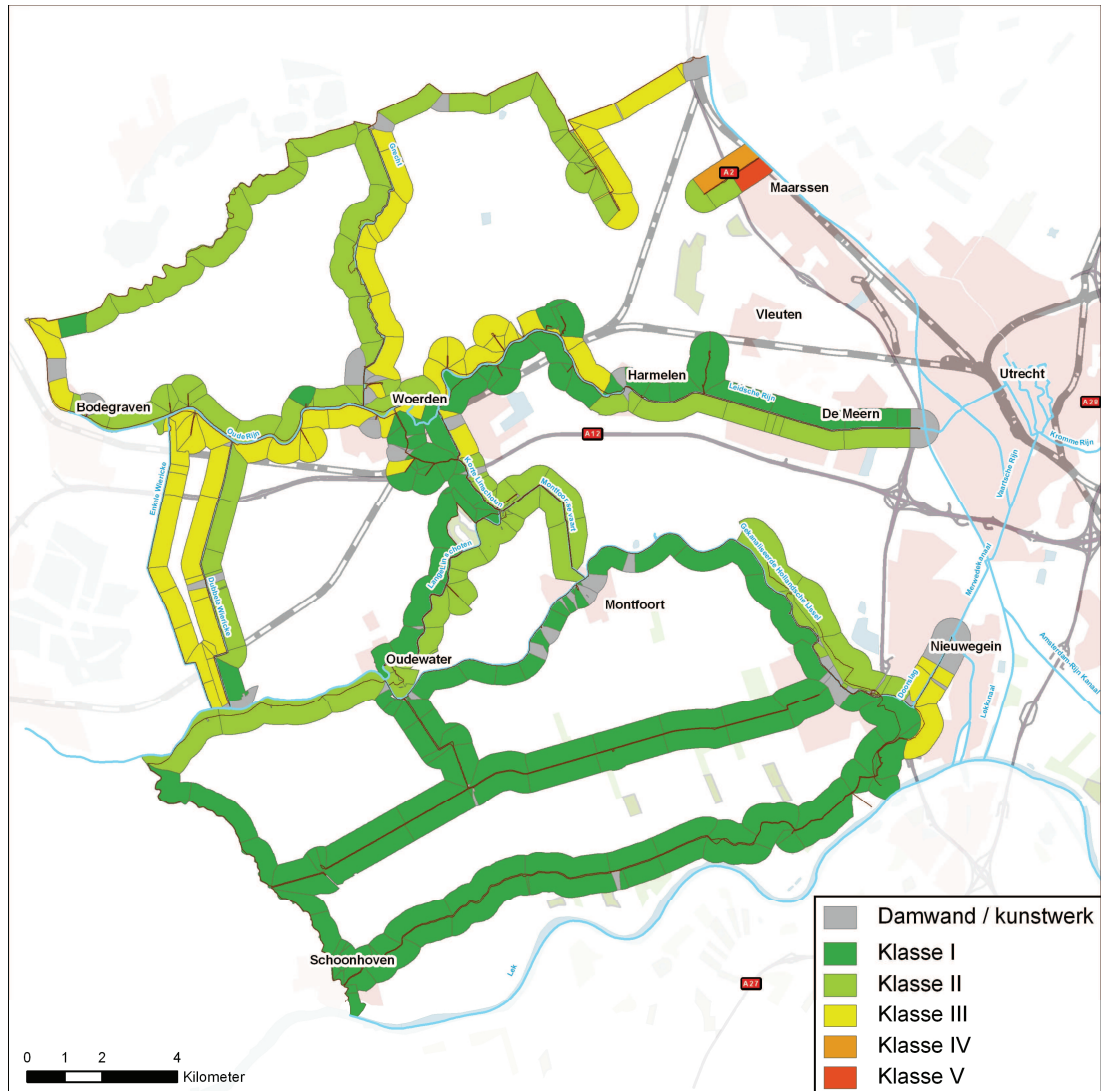 Grecht
A2
Maarssen
Vleuten
Utrecht
Harmelen
Woerden
Bodegraven
Leidsche Rijn
De Meern
A28
Oude Rijn
A12
Kromme Rijn
Vaartsche Rijn
Enkele Wiericke
Korte Linschoten
Montfoortse vaart
Lange Linschoten
Gekanaliseerde Hollandsche IJssel
Merwedekanaal
Dubbele Wiericke
Montfoort
Oudewater
Nieuwegein
Amsterdam-Rijn Kanaal
Doorslag
Lekkanaal
Schoonhoven
Lek
A27
Damwand / kunstwerk
Klasse I
Klasse II
Klasse III
Klasse IV
Klasse V
0 1 2 4
Kilometer